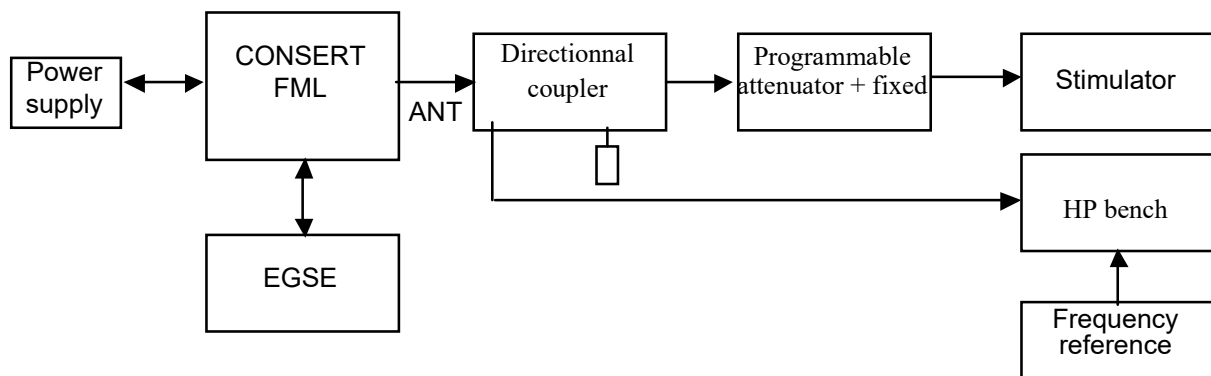 Power
supply
CONSERT
FML
ANT
Directionnal
coupler
Programmable
attenuator + fixed
Stimulator
HP bench
EGSE
Frequency
reference